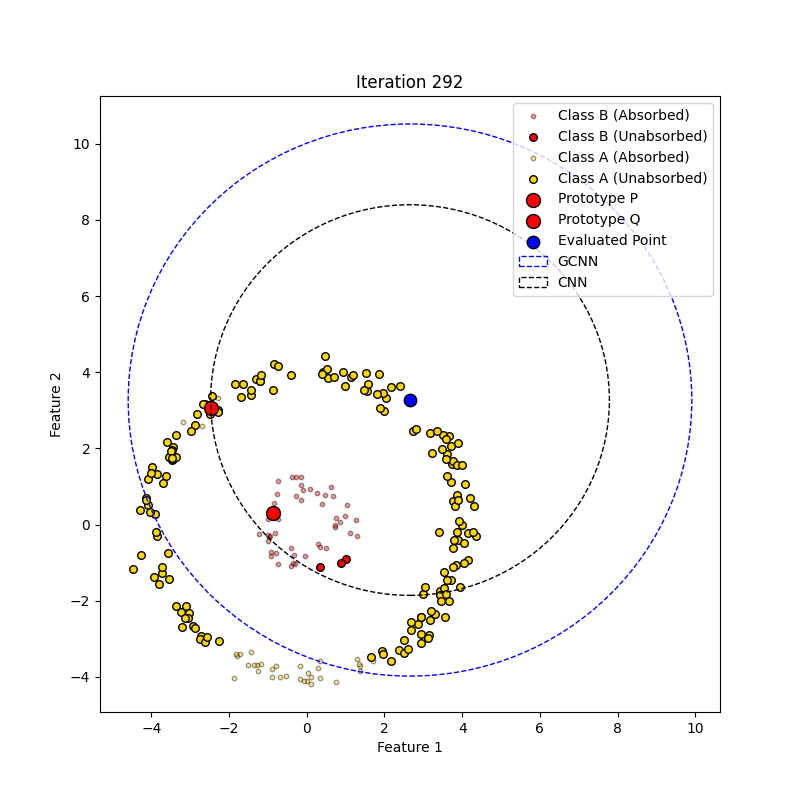 Iteration 292
Class B (Absorbed)
Class B (Unabsorbed)
Class A (Absorbed)
Class A (Unabsorbed)
Prototype P
Prototype Q
Evaluated Point
GCNN
CNN
Feature 2
10
8
6
4
2
0
−2
−4
−4 −2 0 2 4 6 8 10
Feature 1